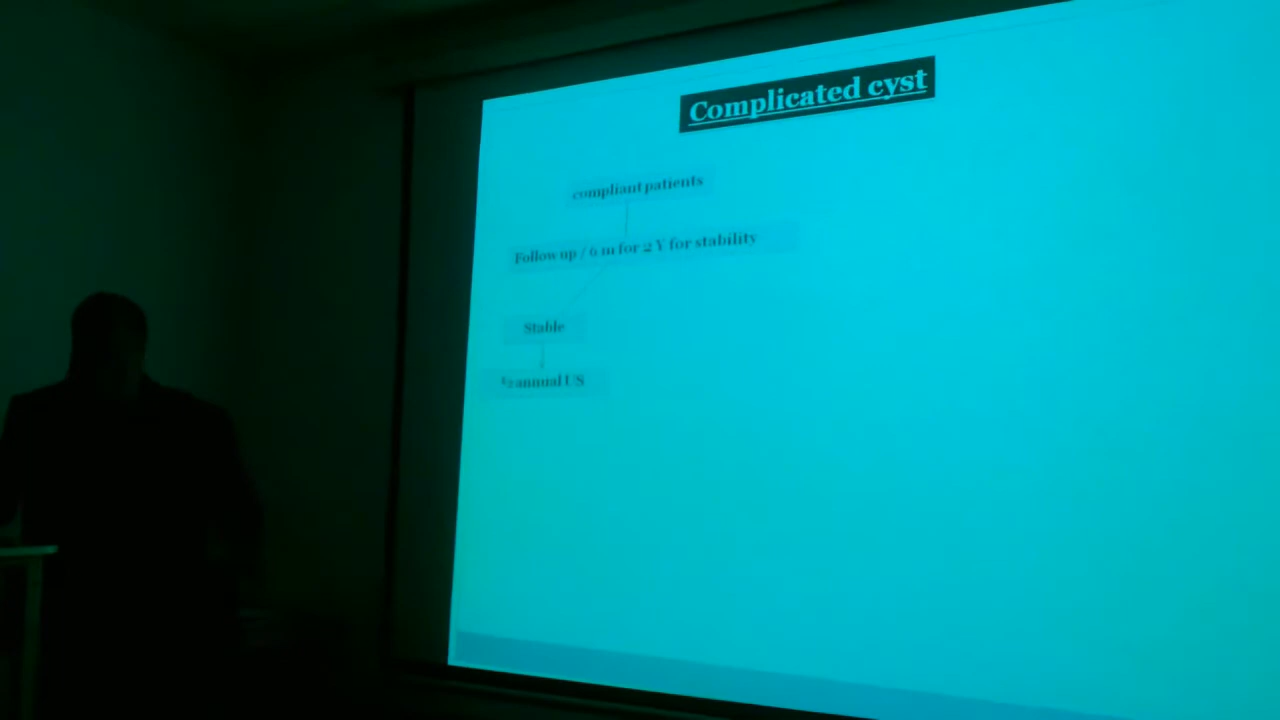 Complicated cyst
compliant patients
Follow up / 6 m for 2 Y for stability
Stable
annual US